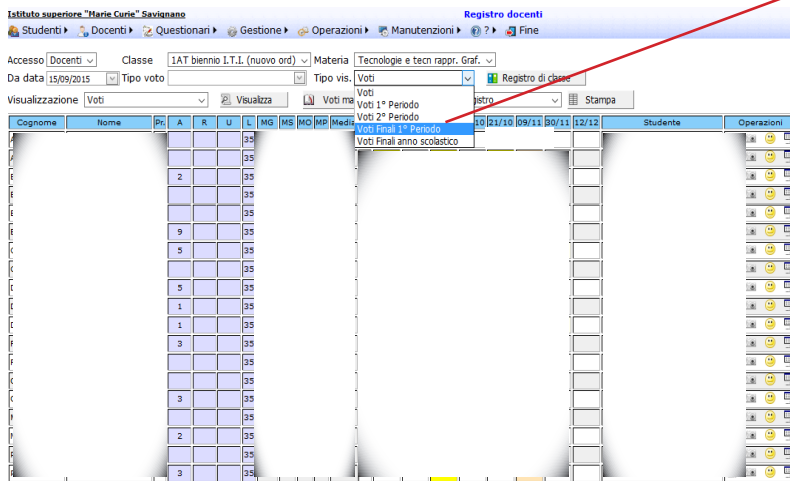 Istituto superiore "Marie Curie" Savignano Registro docenti
Studenti Docenti Questionari Gestione Operazioni Manutenzioni ? Fine
Accesso Docenti Classe 1AT biennio I.T.I. (nuovo ord) Materia Tecnologie e tecn rappr. Graf.
Da data 15/09/2015 Tipo voto Tipo vis. Voti Registro di classe
Visualizzazione Voti Visualizza Voti ma Stampa
Voti
Voti 1° Periodo
Voti 2° Periodo
Voti Finali 1° Periodo
Voti Finali anno scolastico
Cognome Nome Pr. A R U L MG MS MO MP Media 10 21/10 09/11 30/11 12/12 Studente Operazioni
35
35
2 35
35
35
9 35
5 35
35
5 35
1 35
1 35
3 35
35
35
3 35
35
2 35
35
3 35